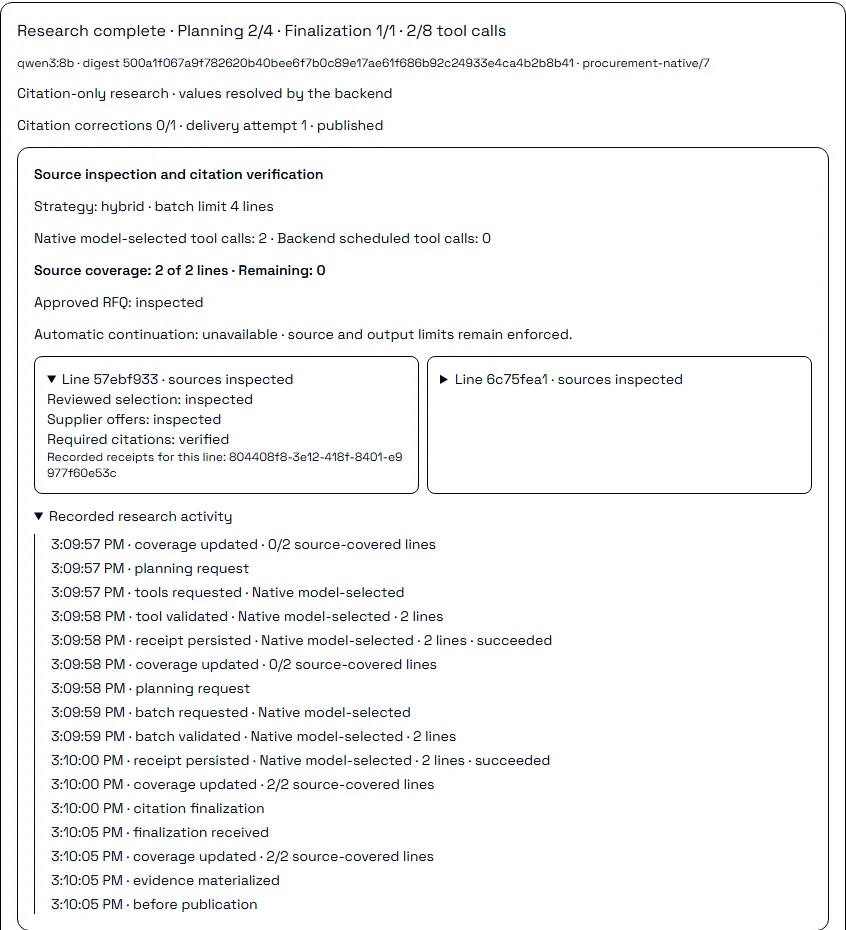 Research complete · Planning 2/4 · Finalization 1/1 · 2/8 tool calls
qwen3:8b · digest 500a1f067a9f782620b40bee6f7b0c89e17ae61f686b92c24933e4ca4b2b8b41 · procurement-native/7
Citation-only research · values resolved by the backend
Citation corrections 0/1 · delivery attempt 1 · published
Source inspection and citation verification
Strategy: hybrid · batch limit 4 lines
Native model-selected tool calls: 2 · Backend scheduled tool calls: 0
Source coverage: 2 of 2 lines · Remaining: 0
Approved RFQ: inspected
Automatic continuation: unavailable · source and output limits remain enforced.
▼ Line 57ebf933 · sources inspected
Reviewed selection: inspected
Supplier offers: inspected
Required citations: verified
Recorded receipts for this line: 804408f8-3e12-418f-8401-e9
977f60e53c
▶ Line 6c75fea1 · sources inspected
▼ Recorded research activity
3:09:57 PM · coverage updated · 0/2 source-covered lines
3:09:57 PM · planning request
3:09:57 PM · tools requested · Native model-selected
3:09:58 PM · tool validated · Native model-selected · 2 lines
3:09:58 PM · receipt persisted · Native model-selected · 2 lines · succeeded
3:09:58 PM · coverage updated · 0/2 source-covered lines
3:09:58 PM · planning request
3:09:59 PM · batch requested · Native model-selected
3:09:59 PM · batch validated · Native model-selected · 2 lines
3:10:00 PM · receipt persisted · Native model-selected · 2 lines · succeeded
3:10:00 PM · coverage updated · 2/2 source-covered lines
3:10:00 PM · citation finalization
3:10:05 PM · finalization received
3:10:05 PM · coverage updated · 2/2 source-covered lines
3:10:05 PM · evidence materialized
3:10:05 PM · before publication